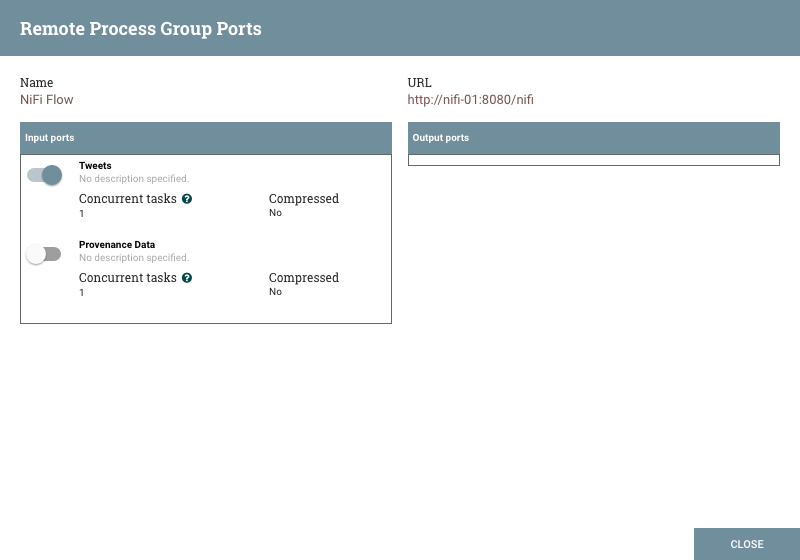 Remote Process Group Ports
Name
NiFi Flow
URL
http://nifi-01:8080/nifi
Input ports
Tweets
No description specified.
Concurrent tasks ?
1
Compressed
No
Provenance Data
No description specified.
Concurrent tasks ?
1
Compressed
No
Output ports
CLOSE